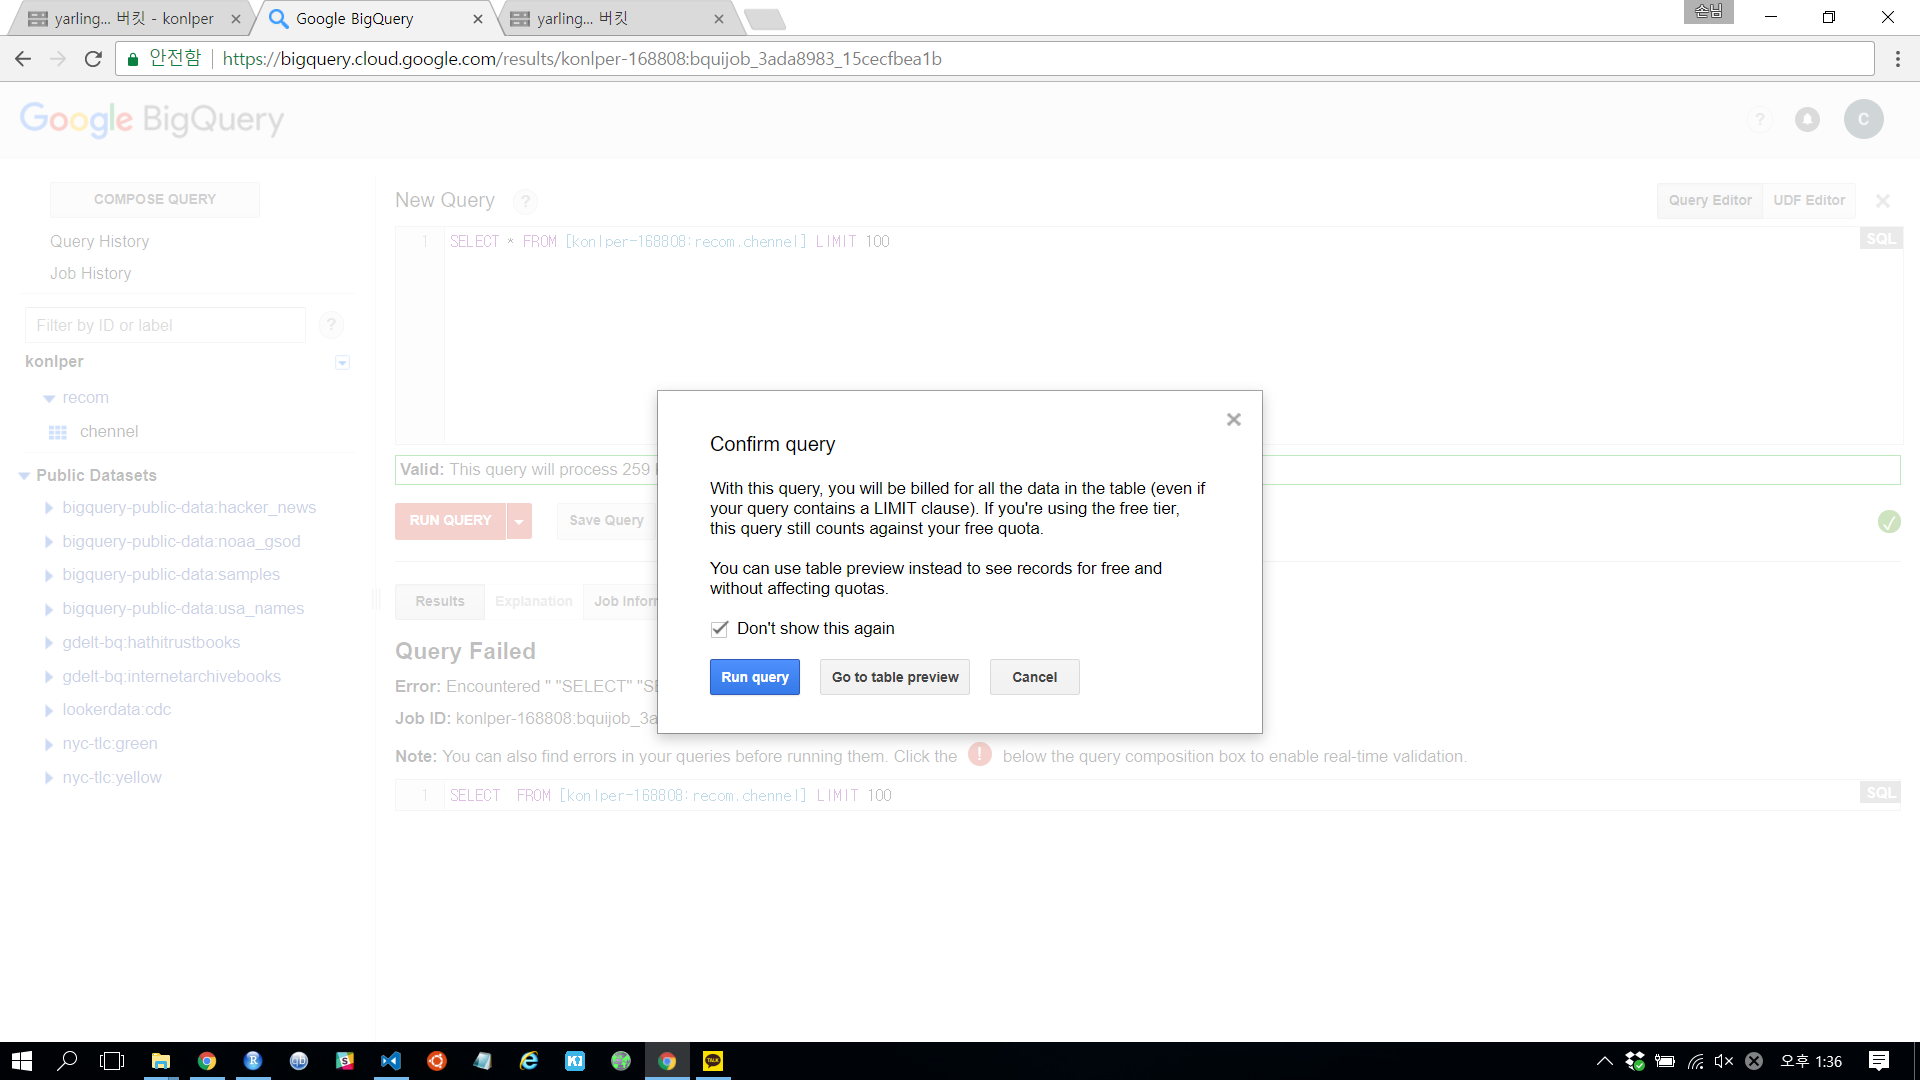 yarling... 버킷 - konlper
Google BigQuery
yarling... 버킷
손님
안전함
https://bigquery.cloud.google.com/results/konlper-168808:bquijob_3ada8983_15cecfbea1b
Google BigQuery
?
C
COMPOSE QUERY
Query History
Job History
Filter by ID or label
?
konlper
recom
chennel
Public Datasets
bigquery-public-data:hacker_news
bigquery-public-data:noaa_gsod
bigquery-public-data:samples
bigquery-public-data:usa_names
gdelt-bq:hathitrustbooks
gdelt-bq:internetarchivebooks
lookerdata:cdc
nyc-tlc:green
nyc-tlc:yellow
New Query
?
Query Editor
UDF Editor
1
SELECT * FROM [konlper-168808:recom.chennel] LIMIT 100
SQL
Valid: This query will process 259
RUN QUERY
Save Query
Results
Explanation
Job Infor
Query Failed
Error: Encountered " "SELECT" "SE
Job ID: konlper-168808:bquijob_3a
Note: You can also find errors in your queries before running them. Click the ! below the query composition box to enable real-time validation.
1
SELECT  FROM [konlper-168808:recom.chennel] LIMIT 100
SQL
Confirm query
With this query, you will be billed for all the data in the table (even if
your query contains a LIMIT clause). If you're using the free tier,
this query still counts against your free quota.
You can use table preview instead to see records for free and
without affecting quotas.
Don't show this again
Run query
Go to table preview
Cancel
TALK
오후 1:36